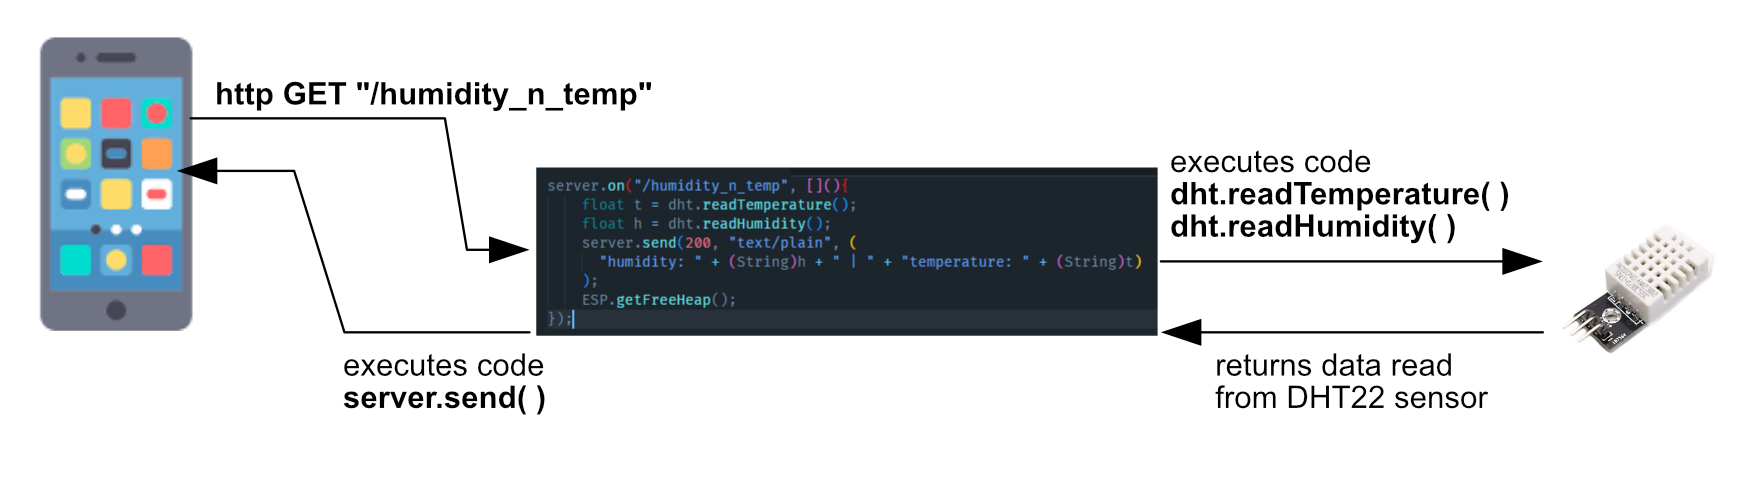 http GET "/humidity_n_temp"
server.on("/humidity_n_temp", [](){
float t = dht.readTemperature();
float h = dht.readHumidity();
server.send(200, "text/plain", (
"humidity: " + (String)h + " | " + "temperature: " + (String)t)
);
ESP.getFreeHeap();
});
executes code
dht.readTemperature( )
dht.readHumidity( )
returns data read
from DHT22 sensor
executes code
server.send( )